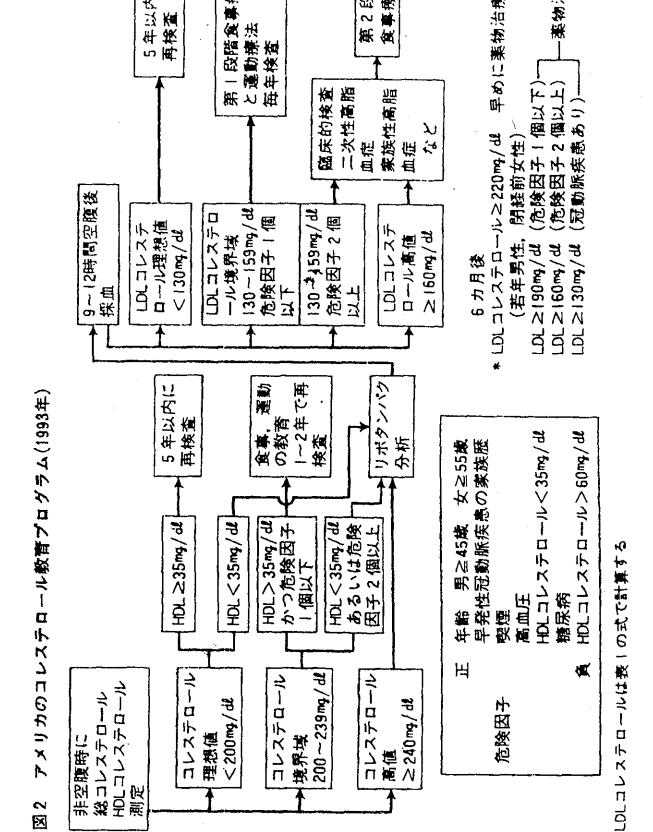 図2 アメリカのコレステロール教育プログラム(1993年)
非空腹時に
総コレステロール
HDLコレステロール
測定
コレステロール
理想値
<200mg/dl
コレステロール
境界域
200~239mg/dl
コレステロール
高値
≥240mg/dl
HDL≥35mg/dl
HDL<35mg/dl
HDL>35mg/dl
かつ危険因子
1個以下
HDL<35mg/dl
あるいは危険
因子2個以上
5年以内に
再検査
食事,運動
の教育
1~2年で再
検査
リポタンパク
分析
9~12時間空腹後
採血
LDLコレステ
ロール理想値
<130mg/dl
LDLコレステロ
ール境界域
130~159mg/dl
危険因子1個
以下
130~159mg/dl
危険因子2個
以上
LDLコレステ
ロール高値
≥160mg/dl
5年以内
再検査
第1段階食事
と運動療法
毎年検査
臨床的検査
二次性高脂
血症
家族性高脂
血症
など
第2段
食事療
危険因子
正 年齢 男≧45歳 女≧55歳
早発性冠動脈疾患の家族歴
喫煙
高血圧
HDLコレステロール<35mg/dl
糖尿病
負 HDLコレステロール>60mg/dl
6カ月後
* LDLコレステロール≥220mg/dl 早めに薬物治療
(若年男性,閉経前女性)
LDL≥190mg/dl (危険因子1個以下)
LDL≥160mg/dl (危険因子2個以上) 薬物
LDL≥130mg/dl (冠動脈疾患あり)
LDLコレステロールは表1の式で計算する